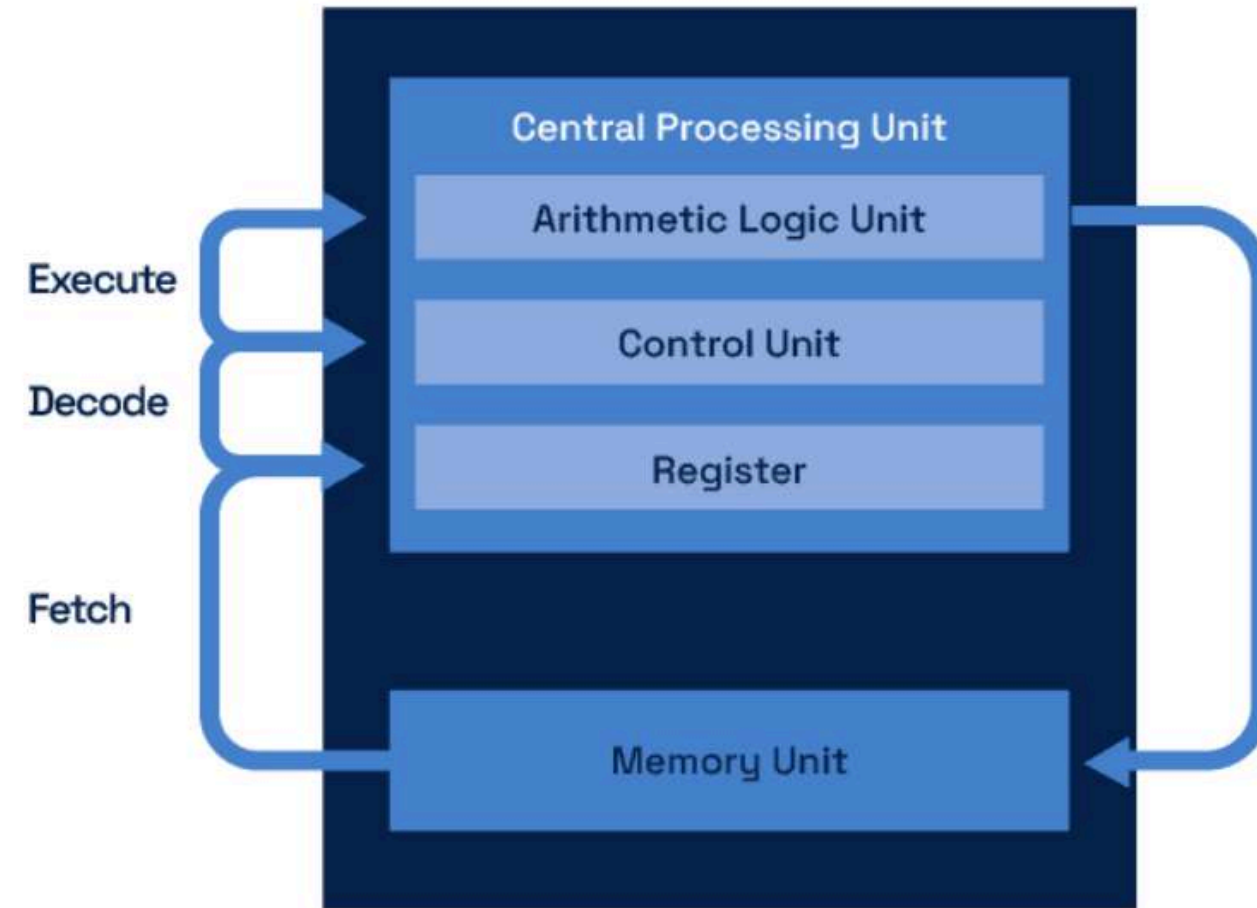 Central Processing Unit
Arithmetic Logic Unit
Execute
Control Unit
Decode
Register
Fetch
Memory Unit